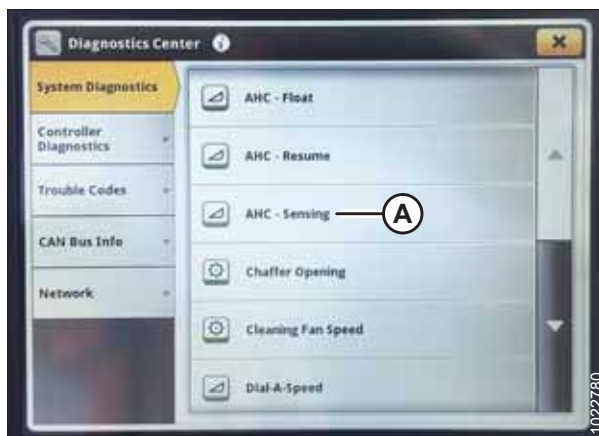 Diagnostics Center
System Diagnostics
Controller
Diagnostics
Trouble Codes
CAN Bus Info
Network
AHC - Float
AHC - Resume
AHC - Sensing
A
Chaffer Opening
Cleaning Fan Speed
Dial-A-Speed
1022780